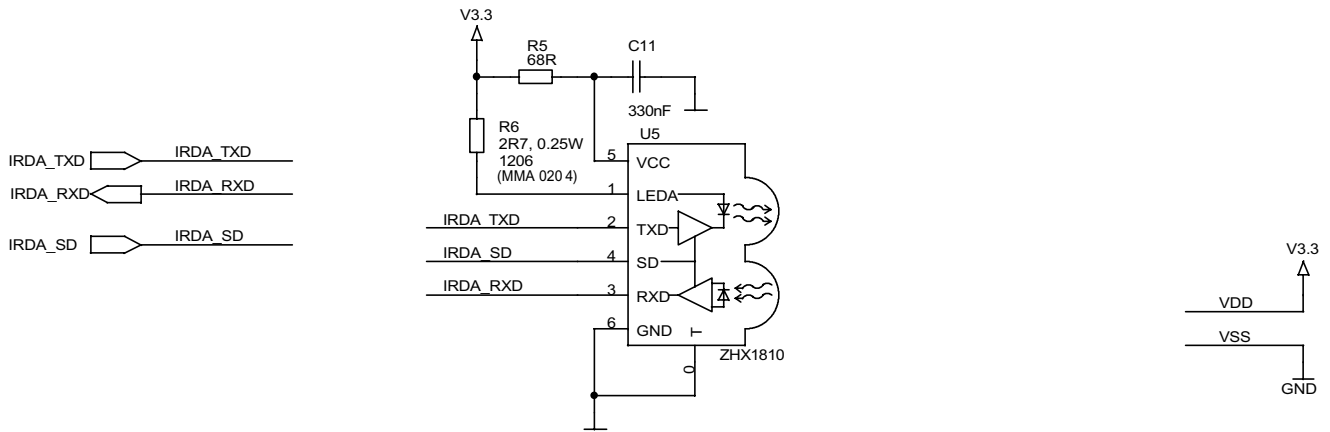 V3.3
R5
68R
C11
330nF
R6
2R7, 0.25W
1206
(MMA 020 4)
U5
IRDA_TXD
IRDA_TXD
IRDA_RXD
IRDA_RXD
IRDA_SD
IRDA_SD
5
VCC
1
LEDA
IRDA_TXD
2
TXD
IRDA_SD
4
SD
IRDA_RXD
3
RXD
6
GND
T
0
ZHX1810
V3.3
VDD
VSS
GND